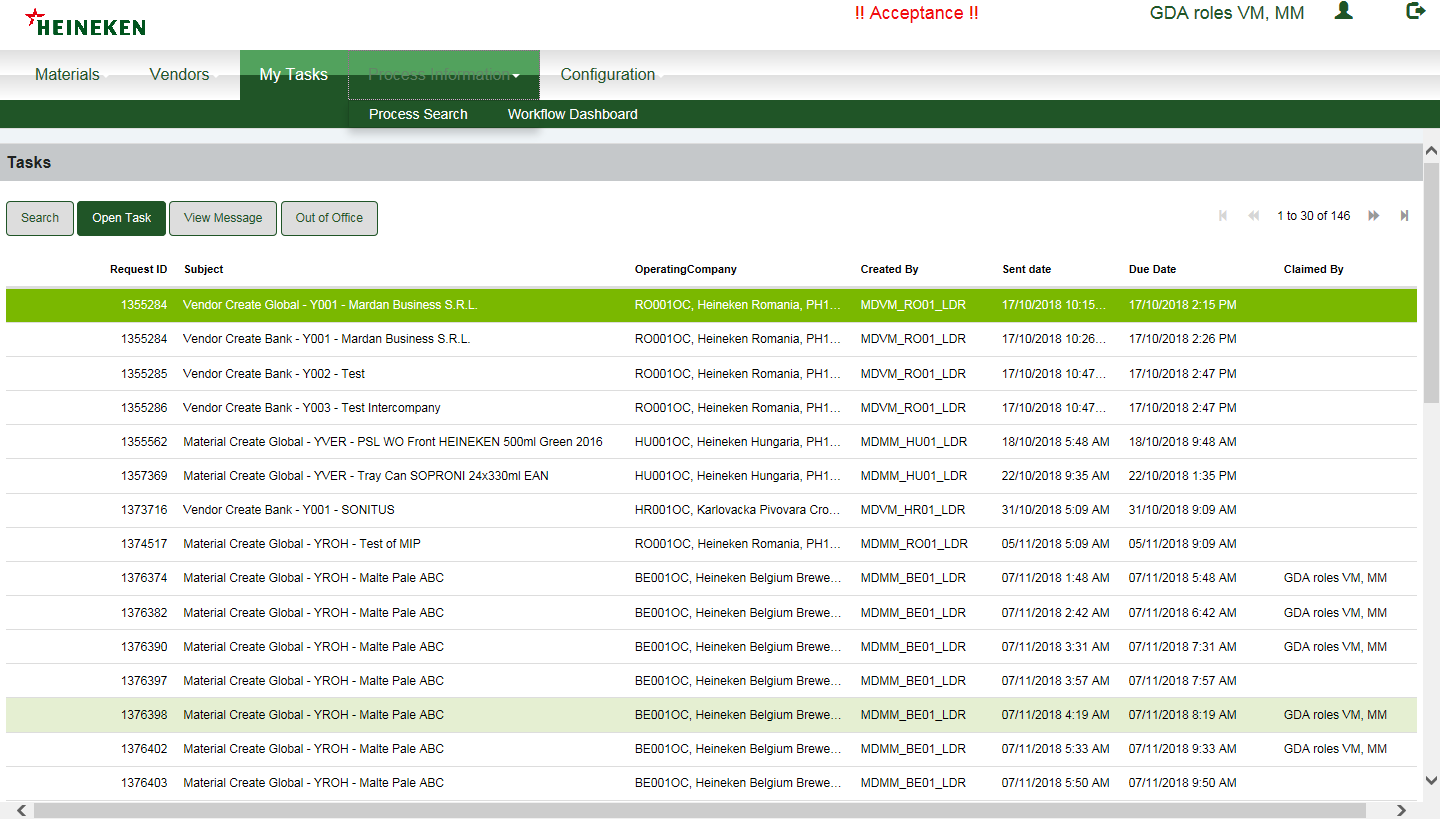 HEINEKEN
!! Acceptance !!
GDA roles VM, MM
Materials Vendors My Tasks Process Information Configuration
Process Search Workflow Dashboard
Tasks
Search Open Task View Message Out of Office 1 to 30 of 146
Request ID Subject OperatingCompany Created By Sent date Due Date Claimed By
1355284 Vendor Create Global - Y001 - Mardan Business S.R.L. RO001OC, Heineken Romania, PH1... MDVM_RO01_LDR 17/10/2018 10:15... 17/10/2018 2:15 PM
1355284 Vendor Create Bank - Y001 - Mardan Business S.R.L. RO001OC, Heineken Romania, PH1... MDVM_RO01_LDR 17/10/2018 10:26... 17/10/2018 2:26 PM
1355285 Vendor Create Bank - Y002 - Test RO001OC, Heineken Romania, PH1... MDVM_RO01_LDR 17/10/2018 10:47... 17/10/2018 2:47 PM
1355286 Vendor Create Bank - Y003 - Test Intercompany RO001OC, Heineken Romania, PH1... MDVM_RO01_LDR 17/10/2018 10:47... 17/10/2018 2:47 PM
1355562 Material Create Global - YVER - PSL WO Front HEINEKEN 500ml Green 2016 HU001OC, Heineken Hungaria, PH1... MDMM_HU01_LDR 18/10/2018 5:48 AM 18/10/2018 9:48 AM
1357369 Material Create Global - YVER - Tray Can SOPRONI 24x330ml EAN HU001OC, Heineken Hungaria, PH1... MDMM_HU01_LDR 22/10/2018 9:35 AM 22/10/2018 1:35 PM
1373716 Vendor Create Bank - Y001 - SONITUS HR001OC, Karlovacka Pivovara Cro... MDVM_HR01_LDR 31/10/2018 5:09 AM 31/10/2018 9:09 AM
1374517 Material Create Global - YROH - Test of MIP RO001OC, Heineken Romania, PH1... MDMM_RO01_LDR 05/11/2018 5:09 AM 05/11/2018 9:09 AM
1376374 Material Create Global - YROH - Malte Pale ABC BE001OC, Heineken Belgium Brewe... MDMM_BE01_LDR 07/11/2018 1:48 AM 07/11/2018 5:48 AM GDA roles VM, MM
1376382 Material Create Global - YROH - Malte Pale ABC BE001OC, Heineken Belgium Brewe... MDMM_BE01_LDR 07/11/2018 2:42 AM 07/11/2018 6:42 AM GDA roles VM, MM
1376390 Material Create Global - YROH - Malte Pale ABC BE001OC, Heineken Belgium Brewe... MDMM_BE01_LDR 07/11/2018 3:31 AM 07/11/2018 7:31 AM GDA roles VM, MM
1376397 Material Create Global - YROH - Malte Pale ABC BE001OC, Heineken Belgium Brewe... MDMM_BE01_LDR 07/11/2018 3:57 AM 07/11/2018 7:57 AM
1376398 Material Create Global - YROH - Malte Pale ABC BE001OC, Heineken Belgium Brewe... MDMM_BE01_LDR 07/11/2018 4:19 AM 07/11/2018 8:19 AM GDA roles VM, MM
1376402 Material Create Global - YROH - Malte Pale ABC BE001OC, Heineken Belgium Brewe... MDMM_BE01_LDR 07/11/2018 5:33 AM 07/11/2018 9:33 AM GDA roles VM, MM
1376403 Material Create Global - YROH - Malte Pale ABC BE001OC, Heineken Belgium Brewe... MDMM_BE01_LDR 07/11/2018 5:50 AM 07/11/2018 9:50 AM